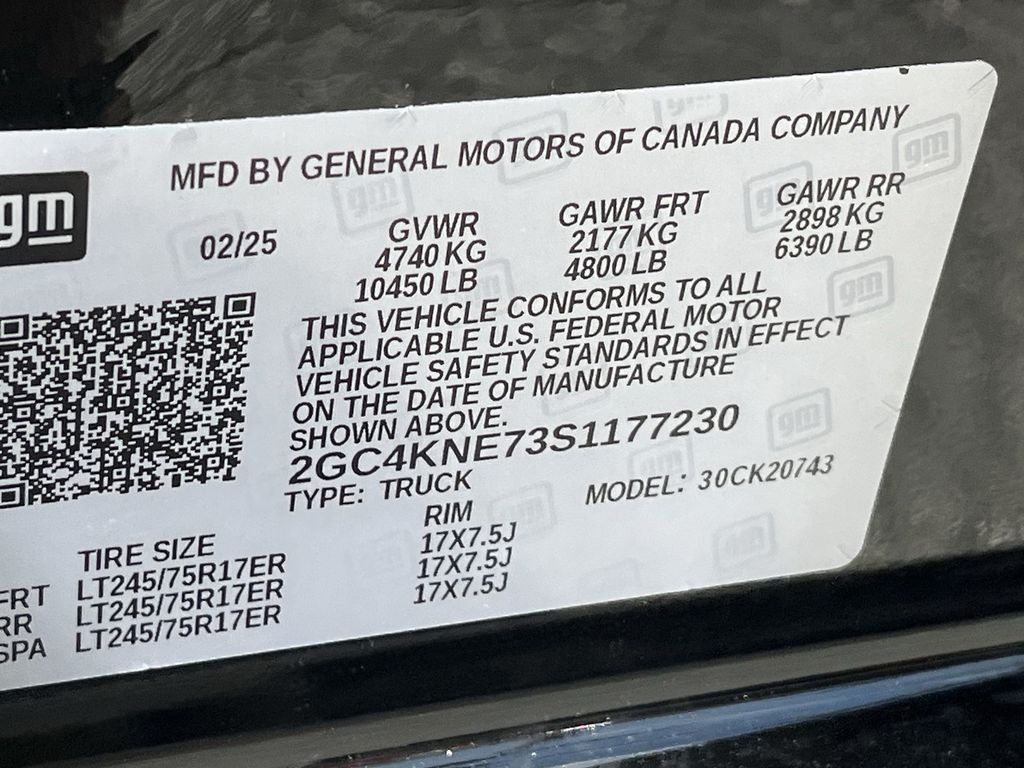 MFD BY GENERAL MOTORS OF CANADA COMPANY
gm
02/25
GVWR
4740 KG
10450 LB
GAWR FRT
2177 KG
4800 LB
GAWR RR
2898 KG
6390 LB
THIS VEHICLE CONFORMS TO ALL
APPLICABLE U.S. FEDERAL MOTOR
VEHICLE SAFETY STANDARDS IN EFFECT
ON THE DATE OF MANUFACTURE
SHOWN ABOVE.
2GC4KNE73S1177230
TYPE: TRUCK
MODEL: 30CK20743
TIRE SIZE RIM
FRT LT245/75R17ER 17X7.5J
RR LT245/75R17ER 17X7.5J
SPA LT245/75R17ER 17X7.5J